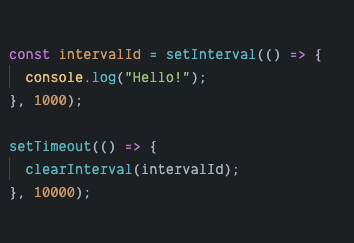 const intervalId = setInterval(() => {
  console.log("Hello!");
}, 1000);

setTimeout(() => {
  clearInterval(intervalId);
}, 10000);